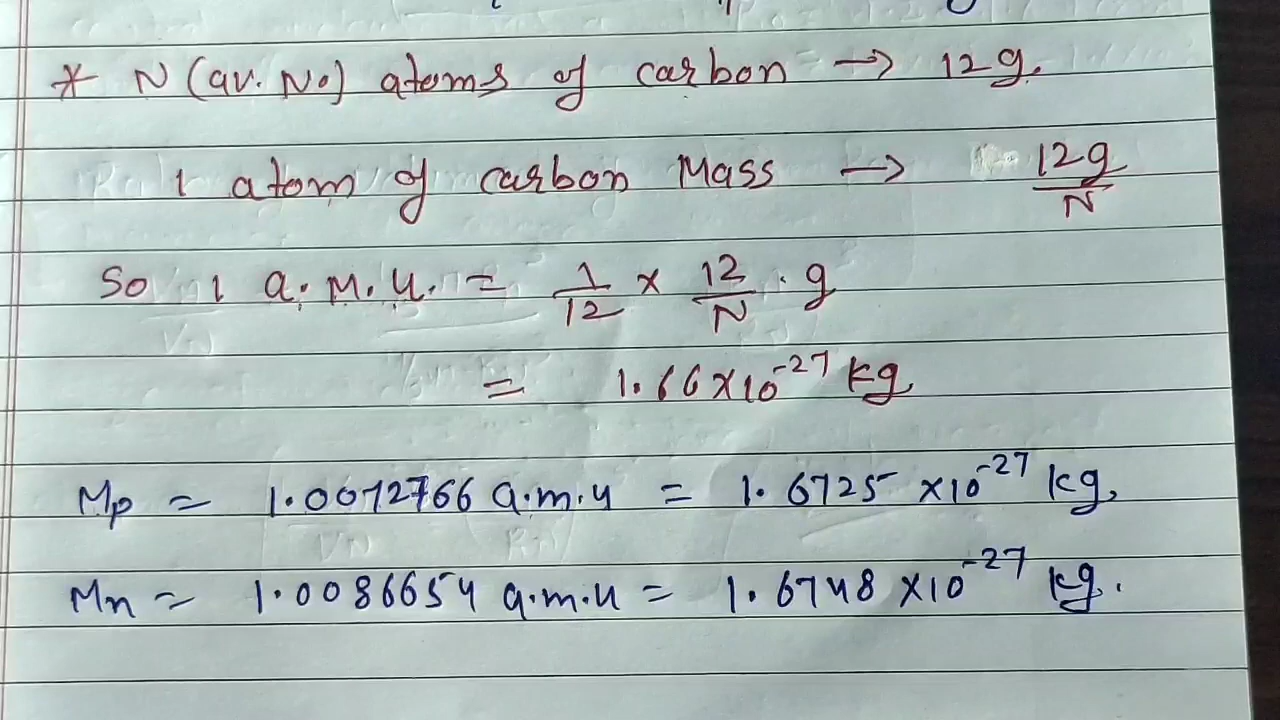 * N (av. No) atoms of carbon → 12g.
1 atom of carbon Mass → 12g/N
So 1 a.M.U. = 1/12 × 12/N . g
= 1.66×10⁻²⁷ kg
Mp = 1.0072766 a.m.u = 1.6725 ×10⁻²⁷ kg,
Mn = 1.0086654 a.m.u = 1.6748 ×10⁻²⁷ kg.